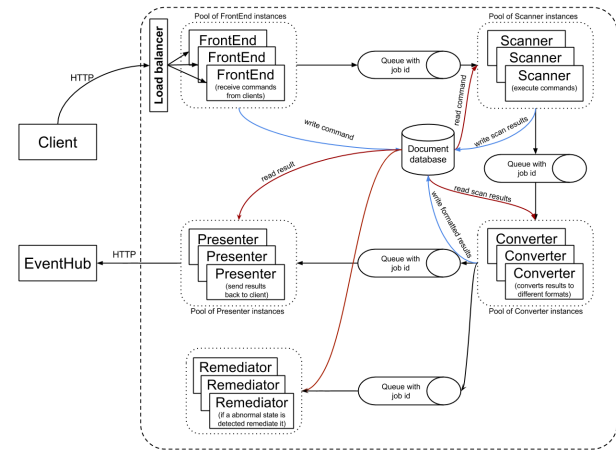 Pool of FrontEnd instances
Pool of Scanner instances
FrontEnd
FrontEnd
FrontEnd
(receive commands
from clients)
Load balancer
HTTP
Client
Queue with
job id
Scanner
Scanner
Scanner
(execute commands)
read command
write command
write scan results
Document
database
Queue with
job id
read result
read scan results
write formatted results
EventHub
HTTP
Presenter
Presenter
Presenter
(send results
back to client)
Pool of Presenter instances
Queue with
job id
Converter
Converter
Converter
(converts results to
different formats)
Pool of Converter instances
Remediator
Remediator
Remediator
(if a abnormal state is
detected remediate it)
Queue with
job id